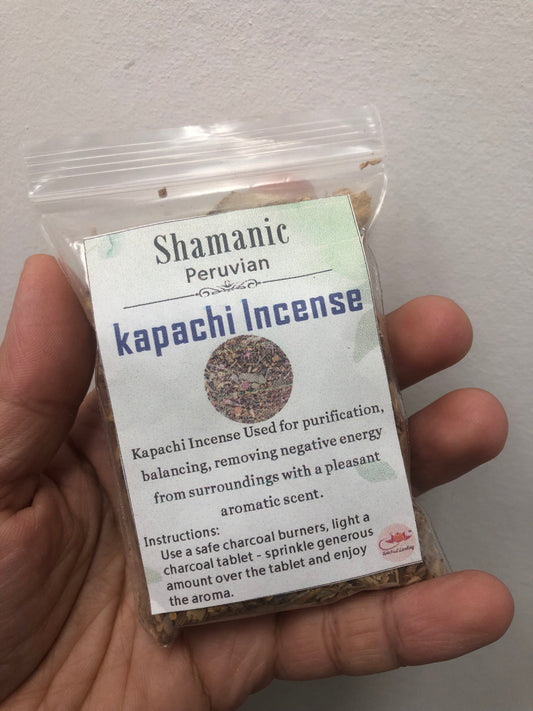 Shamanic
Peruvian
kapachi Incense
Kapachi Incense Used for purification,
balancing, removing negative energy
from surroundings with a pleasant
aromatic scent.
Instructions:
Use a safe charcoal burners, light a
charcoal tablet - sprinkle generous
amount over the tablet and enjoy
the aroma.